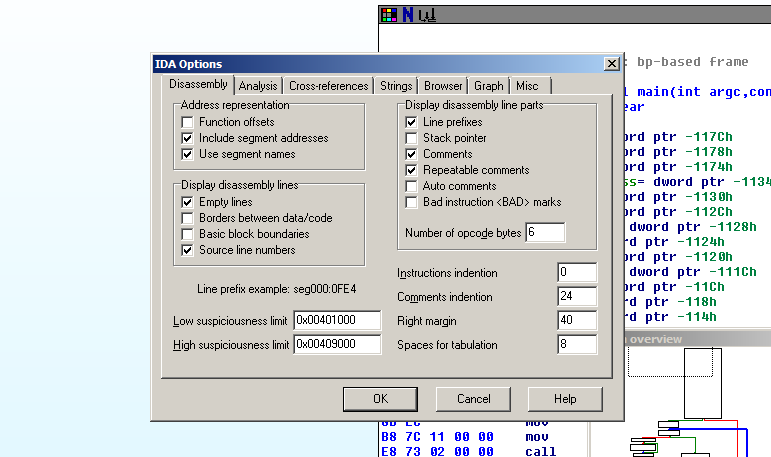 IDA Options
Disassembly Analysis Cross-references Strings Browser Graph Misc
Address representation
Function offsets
Include segment addresses
Use segment names
Display disassembly lines
Empty lines
Borders between data/code
Basic block boundaries
Source line numbers
Line prefix example: seg000:0FE4
Low suspiciousness limit 0x00401000
High suspiciousness limit 0x00409000
Display disassembly line parts
Line prefixes
Stack pointer
Comments
Repeatable comments
Auto comments
Bad instruction <BAD> marks
Number of opcode bytes 6
Instructions indention 0
Comments indention 24
Right margin 40
Spaces for tabulation 8
OK Cancel Help
N
: bp-based frame
main(int argc,con
ear
ord ptr -117Ch
ord ptr -1178h
ord ptr -1174h
ss= dword ptr -1134
ord ptr -1130h
ord ptr -112Ch
dword ptr -1128h
ord ptr -1124h
ord ptr -1120h
dword ptr -111Ch
ord ptr -11Ch
ord ptr -118h
ord ptr -114h
overview
B8 7C 11 00 00 mov
E8 73 02 00 00 call